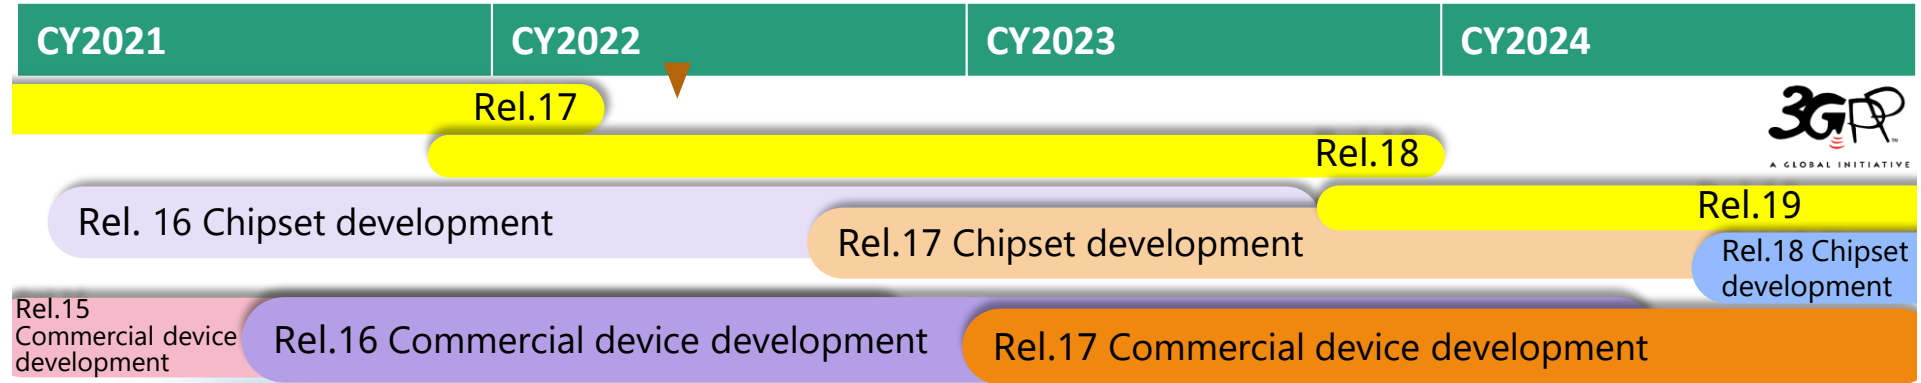 CY2021
CY2022
CY2023
CY2024
Rel.17
3GPP
TM
A GLOBAL INITIATIVE
Rel.18
Rel. 16 Chipset development
Rel.19
Rel.17 Chipset development
Rel.18 Chipset
development
Rel.15
Commercial device
development
Rel.16 Commercial device development
Rel.17 Commercial device development